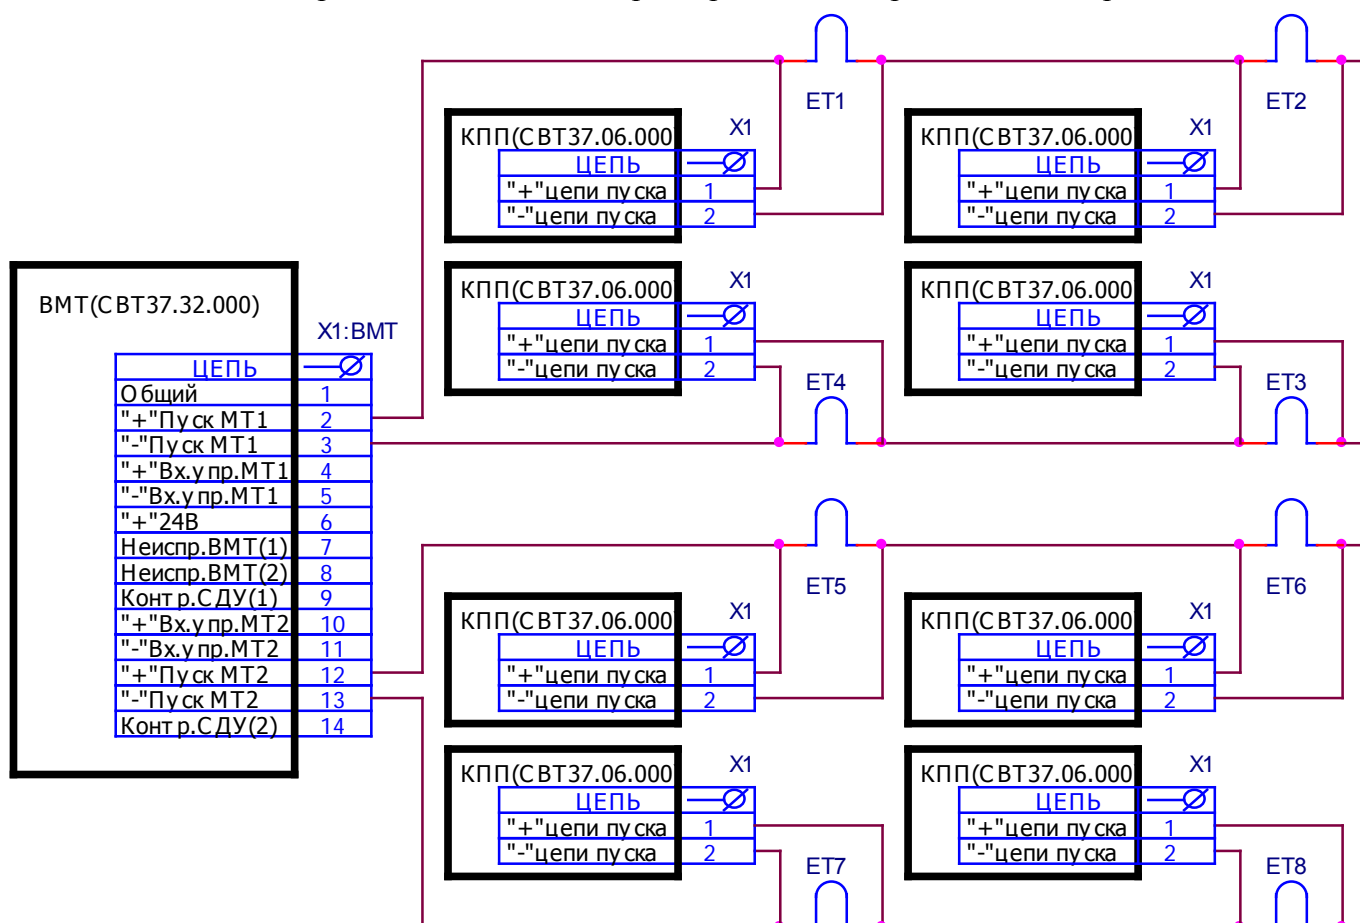 ET1
ET2
КПП(СВТ37.06.000
X1
ЦЕПЬ
"+"цепи пуска 1
"-"цепи пуска 2
КПП(СВТ37.06.000
X1
ЦЕПЬ
"+"цепи пуска 1
"-"цепи пуска 2
КПП(СВТ37.06.000
X1
ЦЕПЬ
"+"цепи пуска 1
"-"цепи пуска 2
КПП(СВТ37.06.000
X1
ЦЕПЬ
"+"цепи пуска 1
"-"цепи пуска 2
ET4
ET3
ВМТ(СВТ37.32.000)
X1:ВМТ
ЦЕПЬ
Общий 1
"+"Пуск МТ1 2
"-"Пуск МТ1 3
"+"Вх.упр.МТ1 4
"-"Вх.упр.МТ1 5
"+"24В 6
Неиспр.ВМТ(1) 7
Неиспр.ВМТ(2) 8
Контр.СДУ(1) 9
"+"Вх.упр.МТ2 10
"-"Вх.упр.МТ2 11
"+"Пуск МТ2 12
"-"Пуск МТ2 13
Контр.СДУ(2) 14
ET5
ET6
КПП(СВТ37.06.000
X1
ЦЕПЬ
"+"цепи пуска 1
"-"цепи пуска 2
КПП(СВТ37.06.000
X1
ЦЕПЬ
"+"цепи пуска 1
"-"цепи пуска 2
КПП(СВТ37.06.000
X1
ЦЕПЬ
"+"цепи пуска 1
"-"цепи пуска 2
КПП(СВТ37.06.000
X1
ЦЕПЬ
"+"цепи пуска 1
"-"цепи пуска 2
ET7
ET8